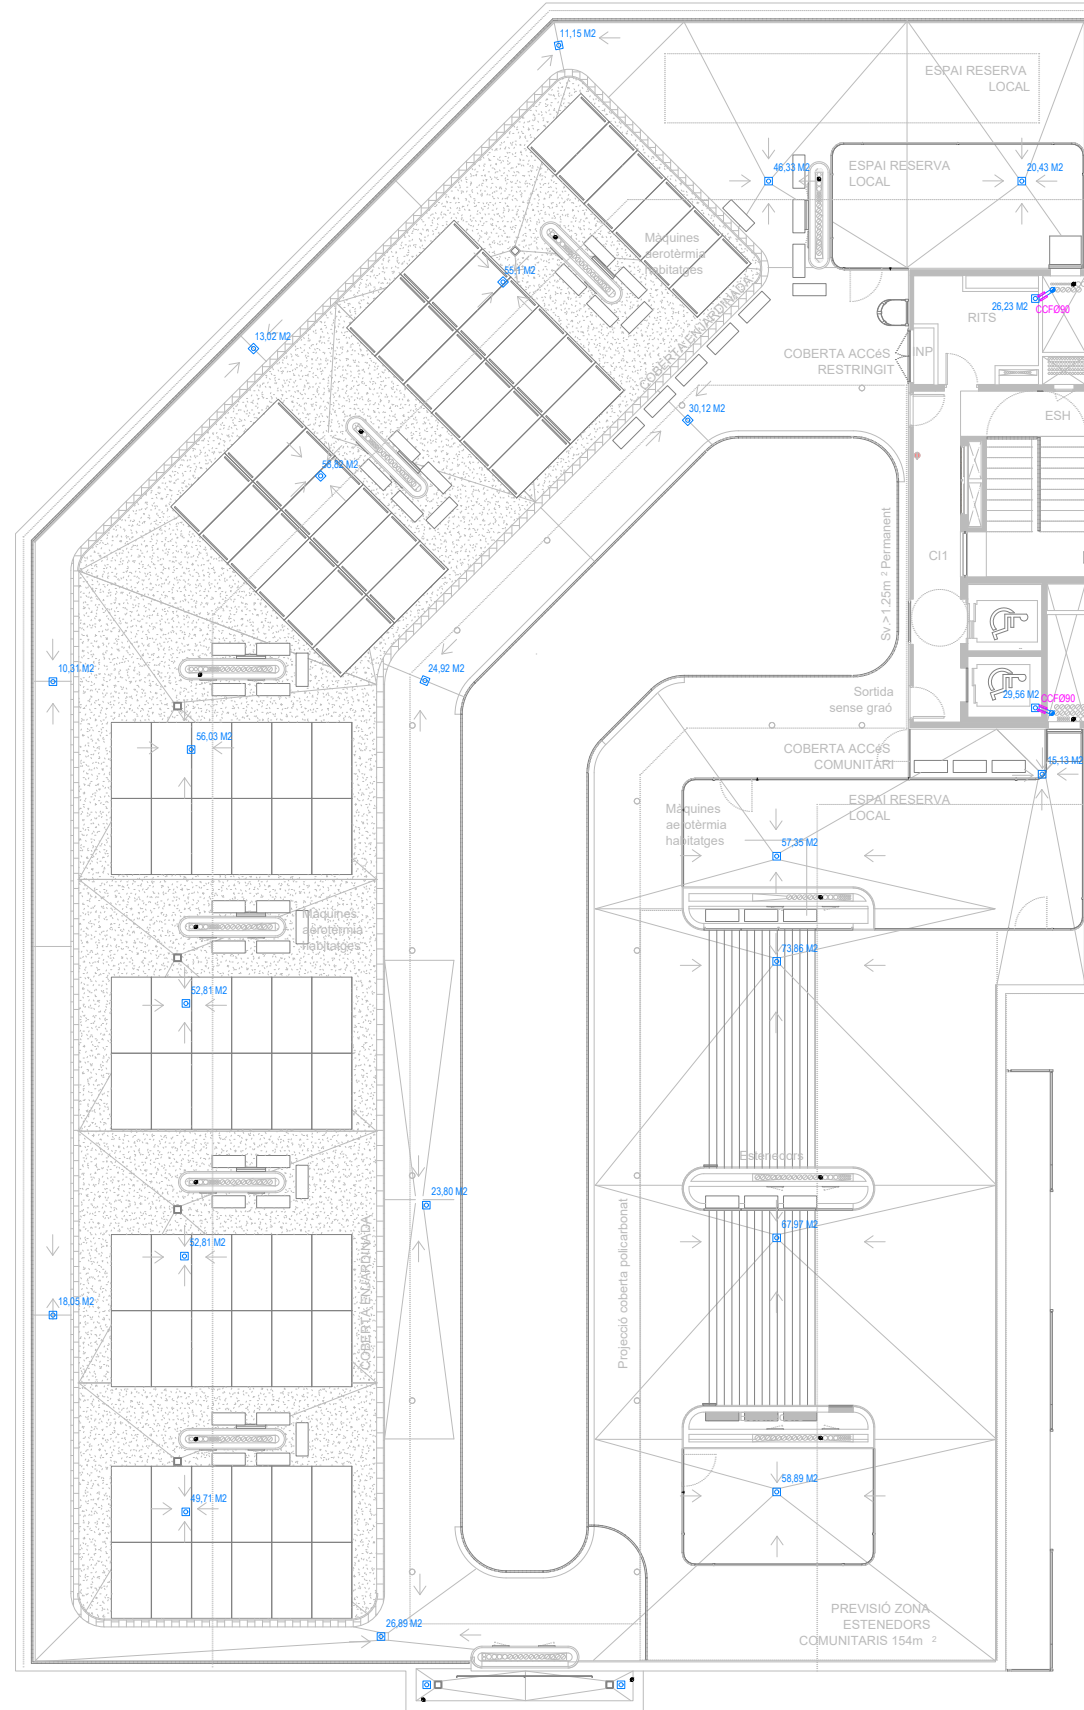 11,15 M2
ESPAI RESERVA
LOCAL
46,33 M2
ESPAI RESERVA
LOCAL
20,43 M2
Màquines
aerotèrmia
habitatges
55,1 M2
COBERTA ENJARDINADA
26,23 M2
CCFØ90
RITS
13,02 M2
COBERTA ACCéS
RESTRINGIT
INP
30,12 M2
ESH
56,82 M2
Sv > 1.25m ² Permanent
CI1
10,31 M2
24,92 M2
Sortida
sense graó
29,56 M2
CCFØ90
56,03 M2
COBERTA ACCéS
COMUNITARI
45,13 M2
Màquines
aerotèrmia
habitatges
ESPAI RESERVA
LOCAL
57,35 M2
Màquines
aerotèrmia
habitatges
73,86 M2
52,81 M2
Estenedors
23,80 M2
67,97 M2
52,81 M2
COBERTA ENJARDINADA
Projecció coberta policarbonat
18,05 M2
49,71 M2
58,89 M2
26,89 M2
PREVISIÓ ZONA
ESTENEDORS
COMUNITARIS 154m ²